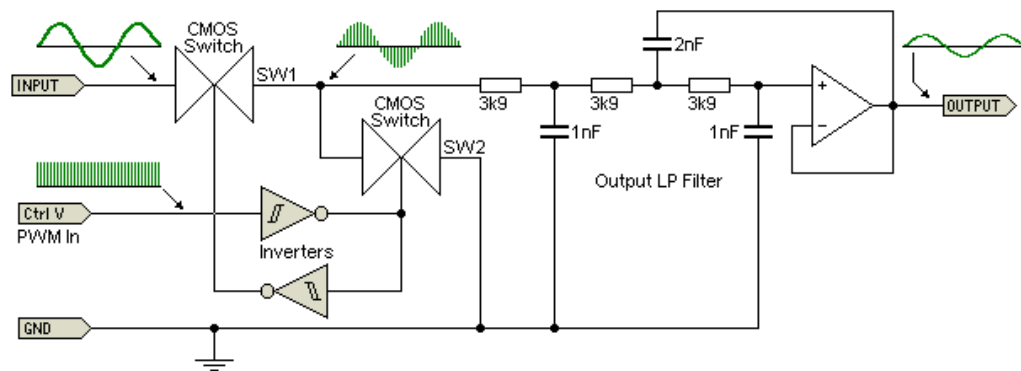 CMOS
Switch
INPUT
SW1
3k9
3k9
3k9
2nF
1nF
1nF
+
−
OUTPUT
CMOS
Switch
SW2
Output LP Filter
Ctrl V
PWM In
Inverters
GND